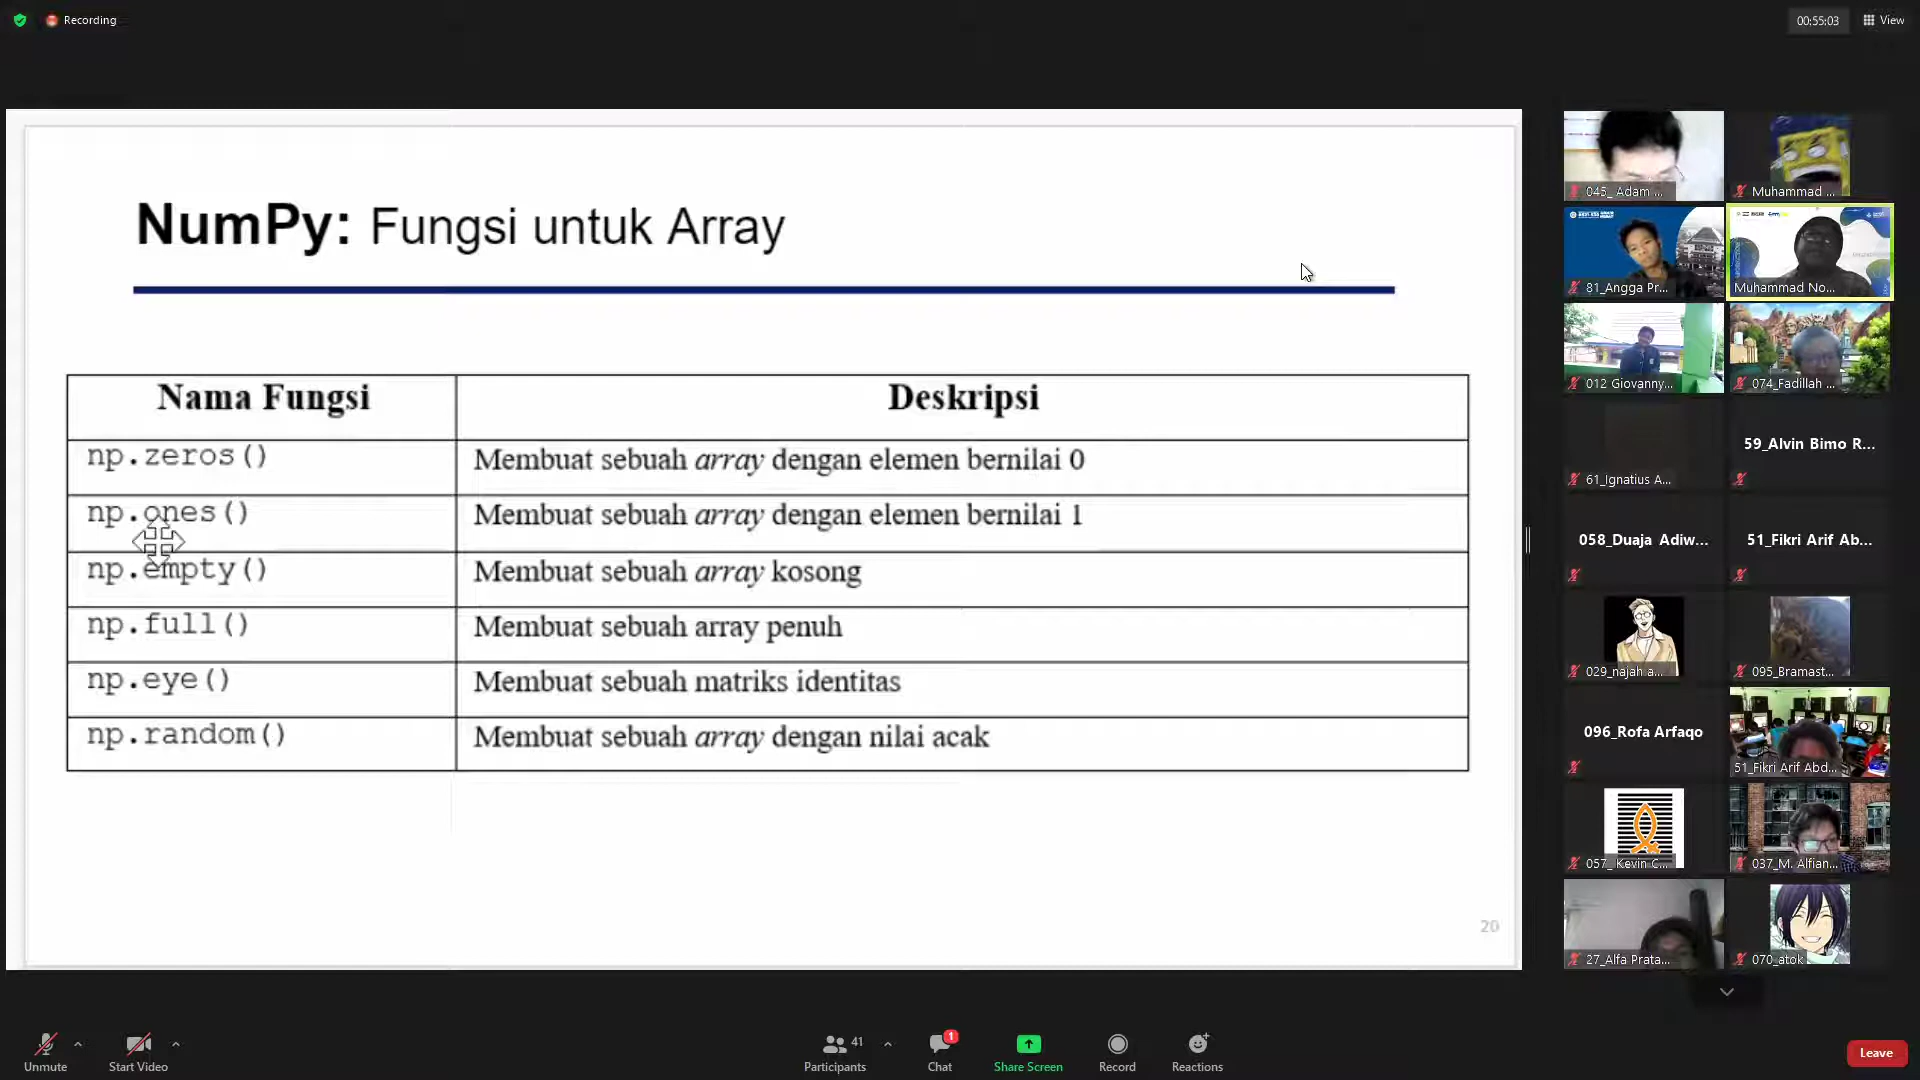 Recording
00:55:03
View
NumPy: Fungsi untuk Array
Nama Fungsi
Deskripsi
np.zeros()
Membuat sebuah array dengan elemen bernilai 0
np.ones()
Membuat sebuah array dengan elemen bernilai 1
np.empty()
Membuat sebuah array kosong
np.full()
Membuat sebuah array penuh
np.eye()
Membuat sebuah matriks identitas
np.random()
Membuat sebuah array dengan nilai acak
20
045_ Adam ...
Muhammad ...
81_Angga Pr...
Muhammad No...
012 Giovanny...
074_Fadillah ...
61_Ignatius A...
59_Alvin Bimo R...
058_Duaja Adiw...
51_Fikri Arif Ab...
029_najah a...
095_Bramast...
096_Rofa Arfaqo
51_Fikri Arif Abd...
057_ Kevin C...
037_M. Alfian...
27_Alfa Prata...
070_atok
Unmute
Start Video
41
Participants
1
Chat
Share Screen
Record
Reactions
Leave